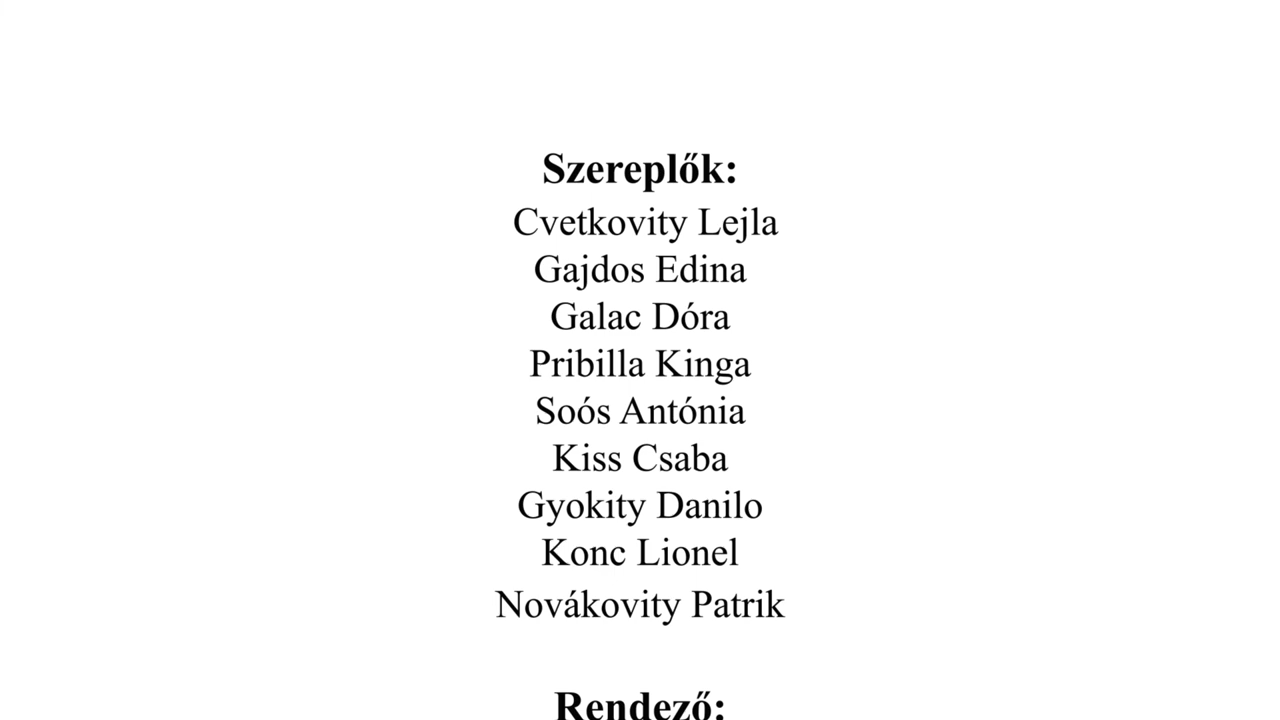 Szereplők:
Cvetkovity Lejla
Gajdos Edina
Galac Dóra
Pribilla Kinga
Soós Antónia
Kiss Csaba
Gyokity Danilo
Konc Lionel
Novákovity Patrik
Rendező: